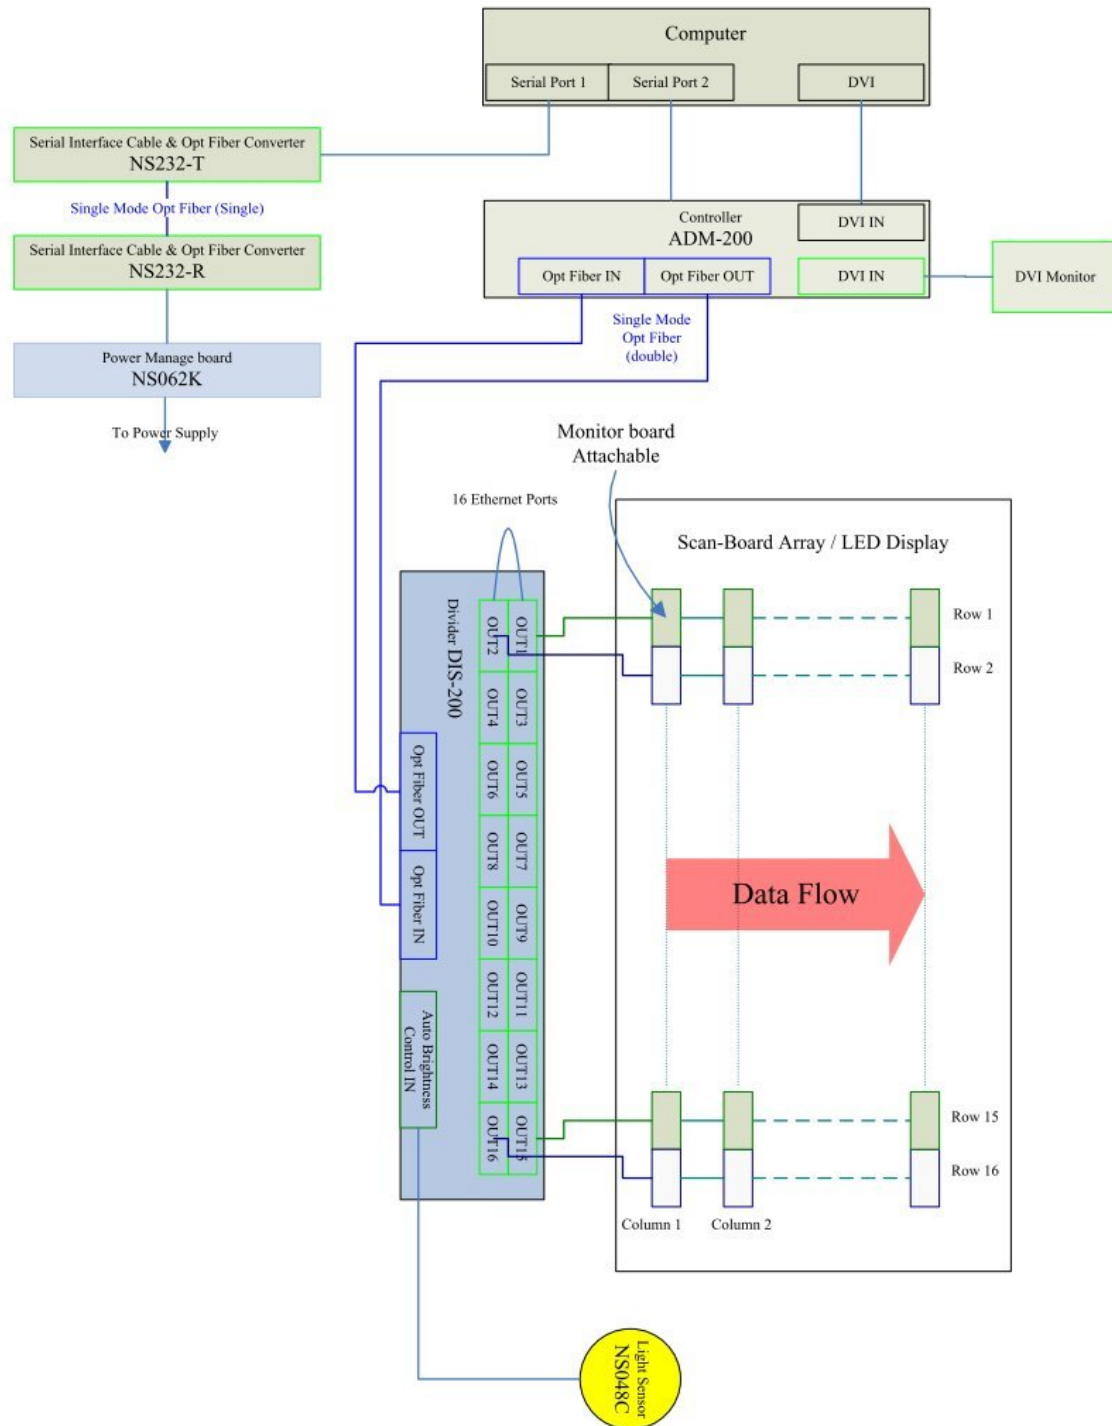 Computer
Serial Port 1
Serial Port 2
DVI
Serial Interface Cable & Opt Fiber Converter
NS232-T
Single Mode Opt Fiber (Single)
Serial Interface Cable & Opt Fiber Converter
NS232-R
Power Manage board
NS062K
To Power Supply
Controller
ADM-200
DVI IN
Opt Fiber IN
Opt Fiber OUT
DVI IN
DVI Monitor
Single Mode
Opt Fiber
(double)
Monitor board
Attachable
16 Ethernet Ports
Scan-Board Array / LED Display
Divider DIS-200
OUT2
OUT1
OUT4
OUT3
OUT6
OUT5
OUT8
OUT7
OUT10
OUT9
OUT12
OUT11
OUT14
OUT13
OUT16
OUT15
Opt Fiber OUT
Opt Fiber IN
Auto Brightness
Control IN
Row 1
Row 2
Data Flow
Row 15
Row 16
Column 1
Column 2
Light Sensor
NS048C